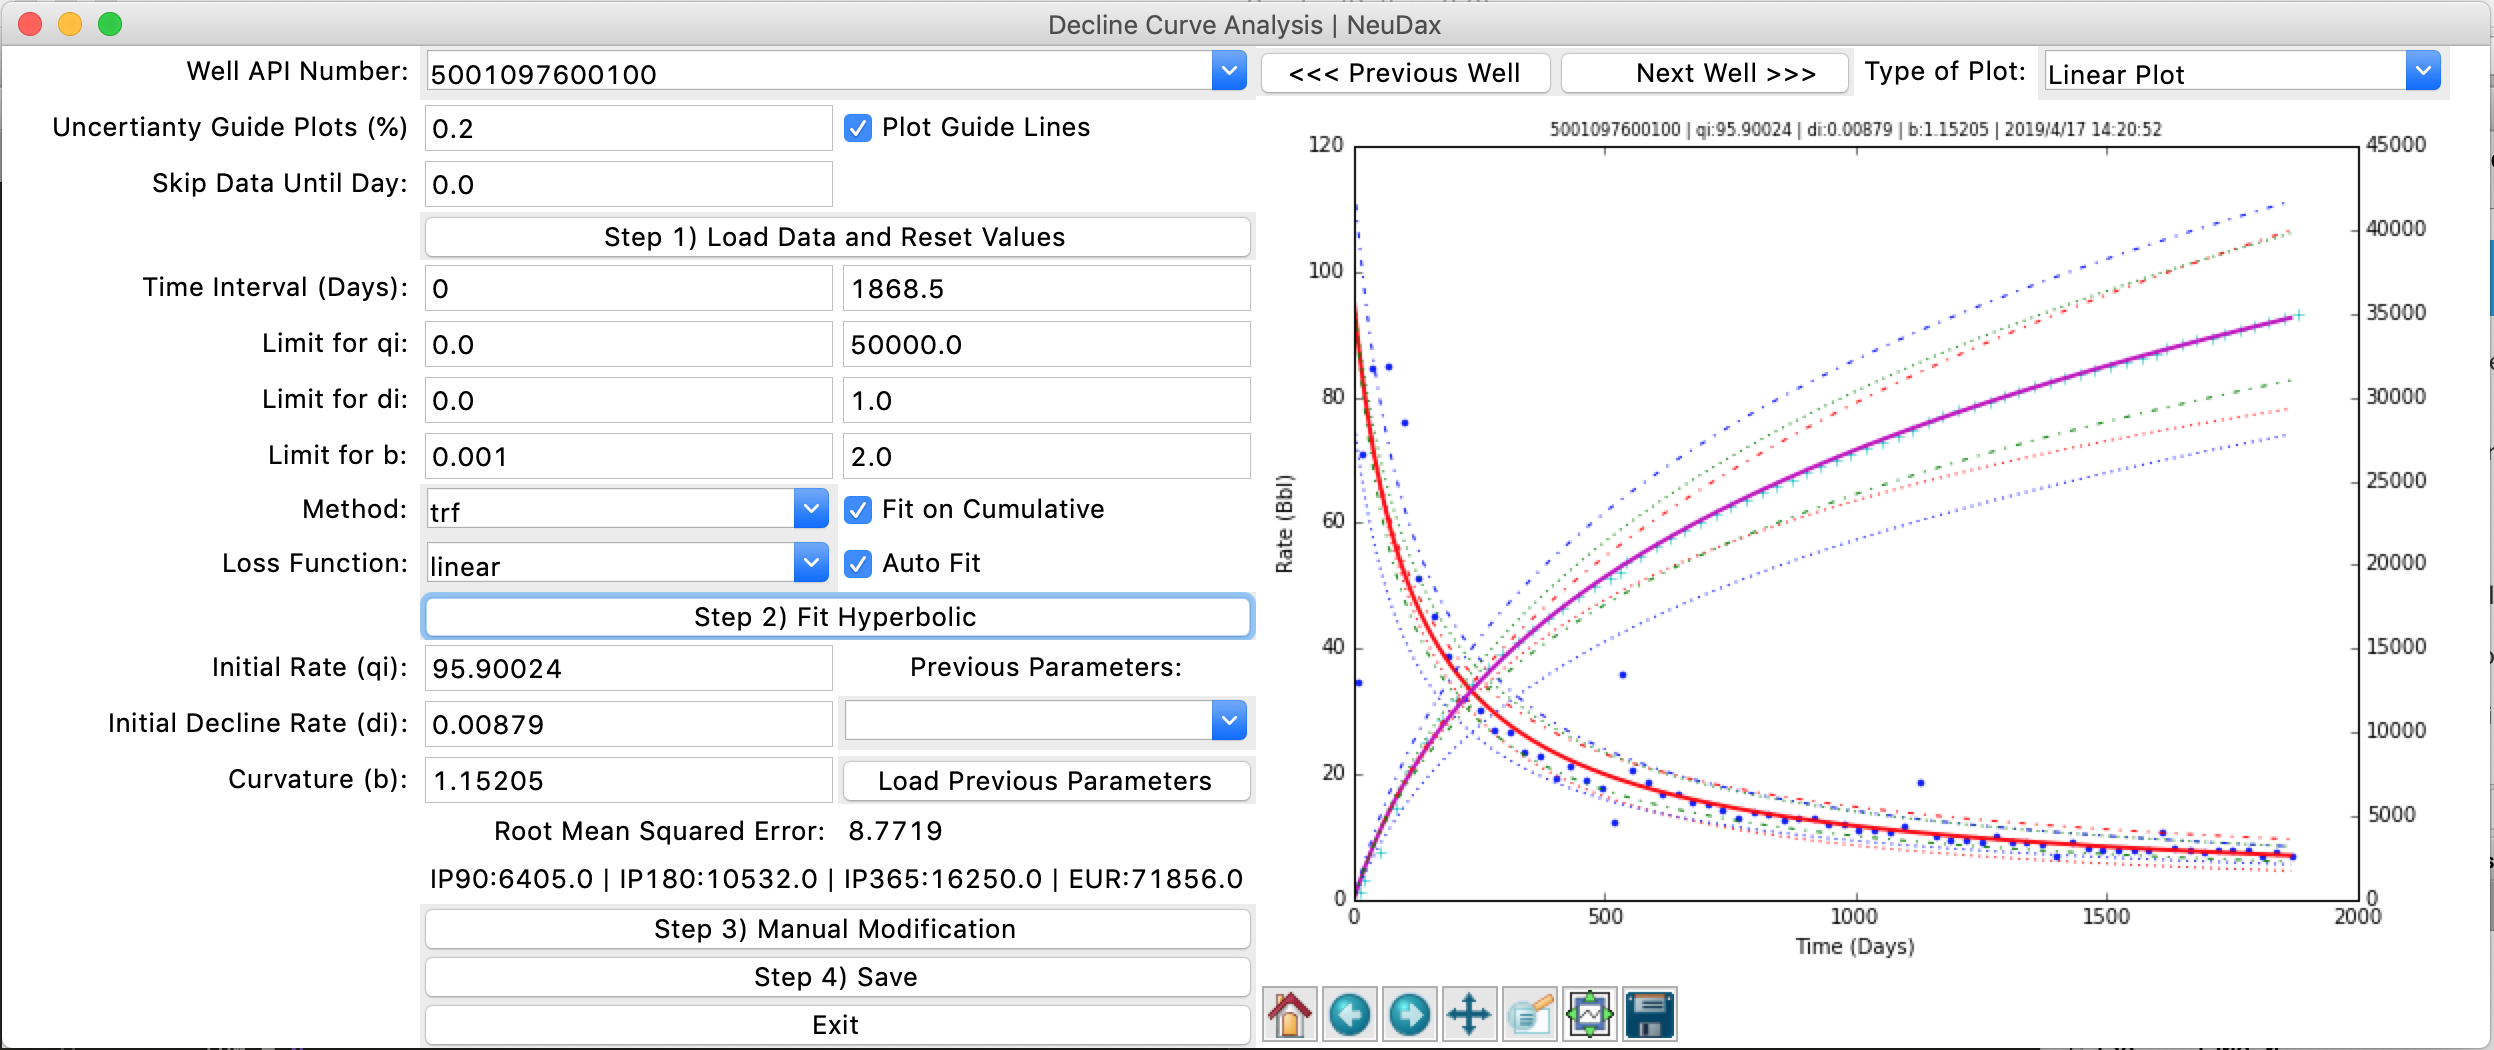 Decline Curve Analysis | NeuDax
Well API Number: 5001097600100 <<< Previous Well Next Well >>> Type of Plot: Linear Plot
Uncertianty Guide Plots (%) 0.2 Plot Guide Lines
Skip Data Until Day: 0.0
Step 1) Load Data and Reset Values
Time Interval (Days): 0 1868.5
Limit for qi: 0.0 50000.0
Limit for di: 0.0 1.0
Limit for b: 0.001 2.0
Method: trf Fit on Cumulative
Loss Function: linear Auto Fit
Step 2) Fit Hyperbolic
Initial Rate (qi): 95.90024 Previous Parameters:
Initial Decline Rate (di): 0.00879
Curvature (b): 1.15205 Load Previous Parameters
Root Mean Squared Error: 8.7719
IP90:6405.0 | IP180:10532.0 | IP365:16250.0 | EUR:71856.0
Step 3) Manual Modification
Step 4) Save
Exit
5001097600100 | qi:95.90024 | di:0.00879 | b:1.15205 | 2019/4/17 14:20:52
120
100
80
60
40
20
0
Rate (Bbl)
45000
40000
35000
30000
25000
20000
15000
10000
5000
0
0 500 1000 1500 2000
Time (Days)